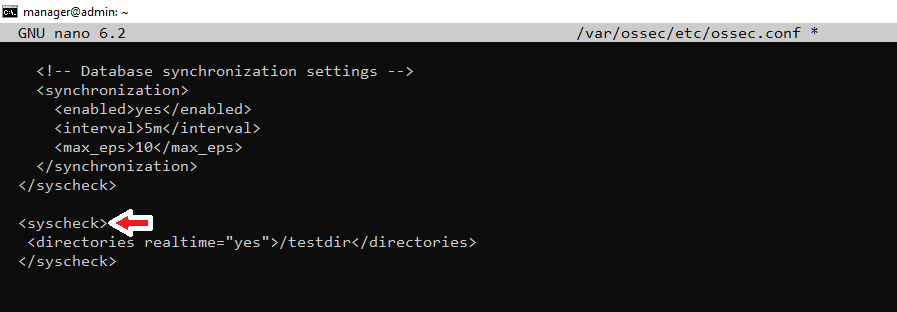 manager@admin: ~
GNU nano 6.2 /var/ossec/etc/ossec.conf *
<!-- Database synchronization settings -->
<synchronization>
<enabled>yes</enabled>
<interval>5m</interval>
<max_eps>10</max_eps>
</synchronization>
</syscheck>
<syscheck>
<directories realtime="yes">/testdir</directories>
</syscheck>